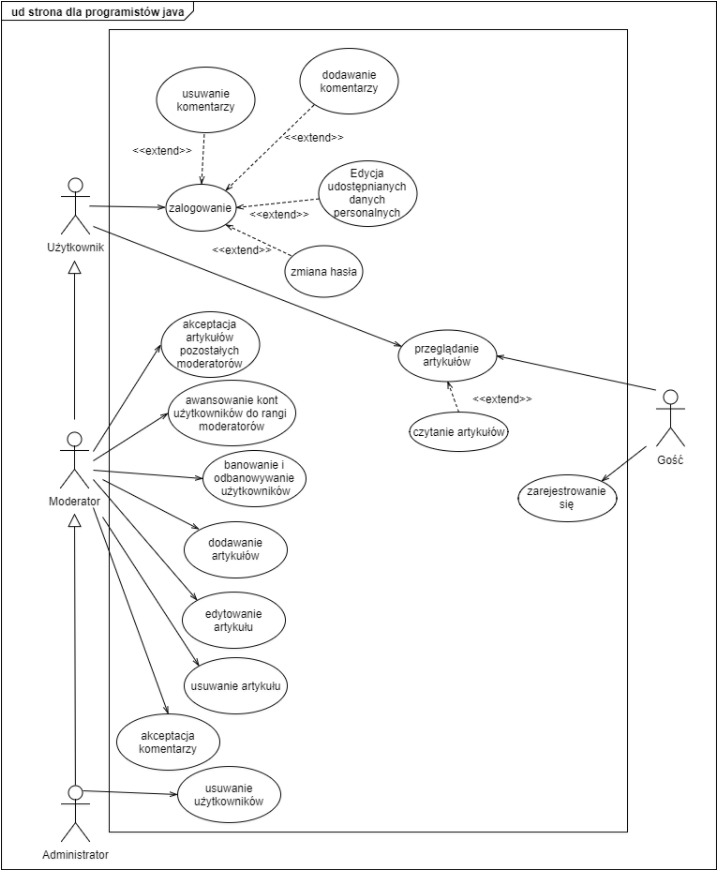 ud strona dla programistów java
usuwanie
komentarzy
dodawanie
komentarzy
<<extend>>
<<extend>>
Edycja
udostępnianych
danych
personalnych
zalogowanie
<<extend>>
Użytkownik
<<extend>>
zmiana hasła
akceptacja
artykułów
pozostałych
moderatorów
przeglądanie
artykułów
awansowanie kont
użytkowników do rangi
moderatorów
<<extend>>
czytanie artykułów
Gość
banowanie i
odbanowywanie
użytkowników
zarejestrowanie
się
Moderator
dodawanie
artykułów
edytowanie
artykułu
usuwanie artykułu
akceptacja
komentarzy
usuwanie
użytkowników
Administrator